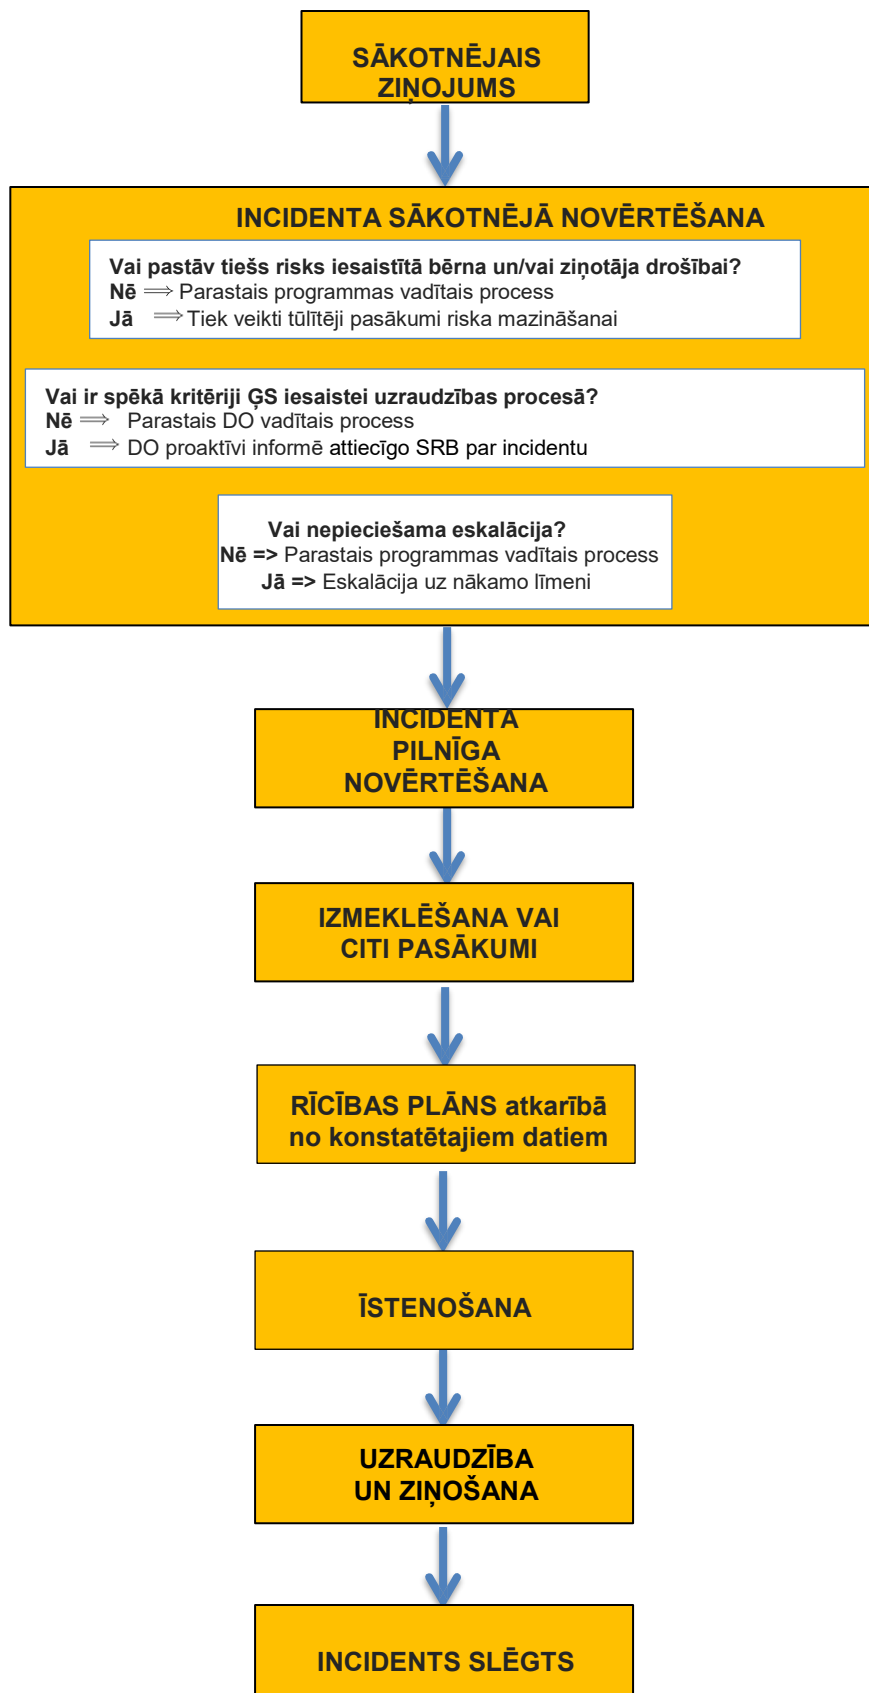 SĀKOTNĒJAIS
ZIŅOJUMS
INCIDENTA SĀKOTNĒJĀ NOVĒRTĒŠANA
Vai pastāv tiešs risks iesaistītā bērna un/vai ziņotāja drošībai?
Nē ⟹ Parastais programmas vadītais process
Jā ⟹ Tiek veikti tūlītēji pasākumi riska mazināšanai
Vai ir spēkā kritēriji ĢS iesaistei uzraudzības procesā?
Nē ⟹ Parastais DO vadītais process
Jā ⟹ DO proaktīvi informē attiecīgo SRB par incidentu
Vai nepieciešama eskalācija?
Nē => Parastais programmas vadītais process
Jā => Eskalācija uz nākamo līmeni
INCIDENTA
PILNĪGA
NOVĒRTĒŠANA
IZMEKLĒŠANA VAI
CITI PASĀKUMI
RĪCĪBAS PLĀNS atkarībā
no konstatētajiem datiem
ĪSTENOŠANA
UZRAUDZĪBA
UN ZIŅOŠANA
INCIDENTS SLĒGTS